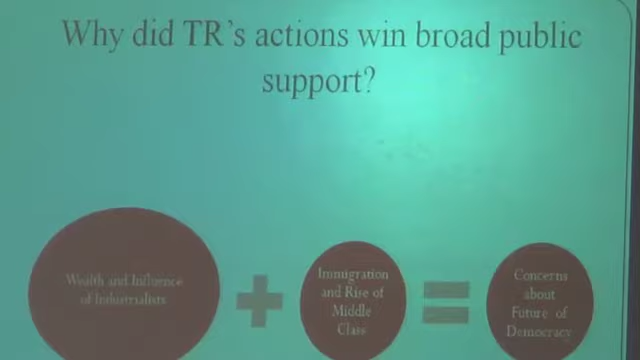 Why did TR's actions win broad public
support?
Wealth and Influence
of Industrialists
+
Immigration
and Rise of
Middle
Class
=
Concerns
about
Future of
Democracy